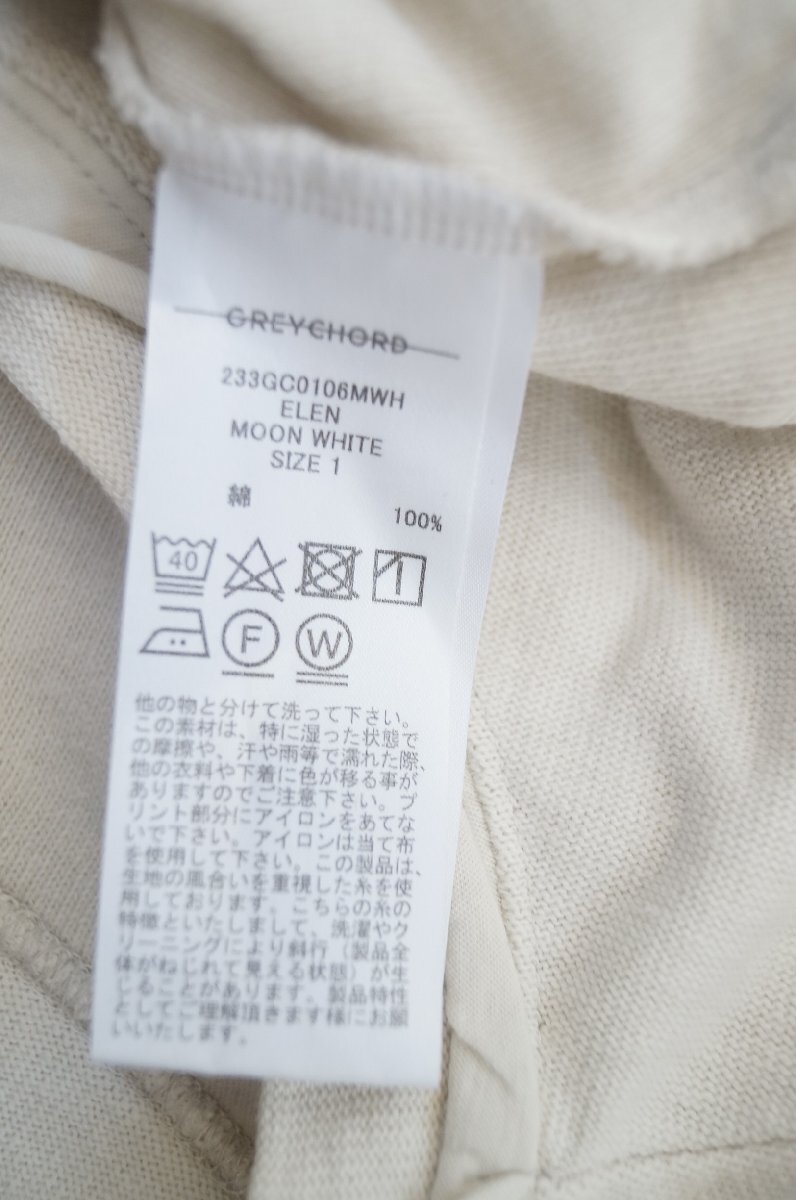 GREYCHORD
233GC0106MWH
ELEN
MOON WHITE
SIZE 1
綿 100%
40
F W
他の物と分けて洗って下さい。
この素材は、特に湿った状態で
の摩擦や、汗や雨等で濡れた際、
他の衣料や下着に色が移る事が
ありますのでご注意下さい。プ
リント部分にアイロンをあてな
いで下さい。アイロンは当て布
を使用して下さい。この製品は、
生地の風合いを重視した糸を使
用しております。こちらの糸の
特徴といたしまして、洗濯やク
リーニングにより斜行（製品全
体がねじれて見える状態）が生
じることがあります。製品特性
としてご理解頂きます様にお願
いいたします。